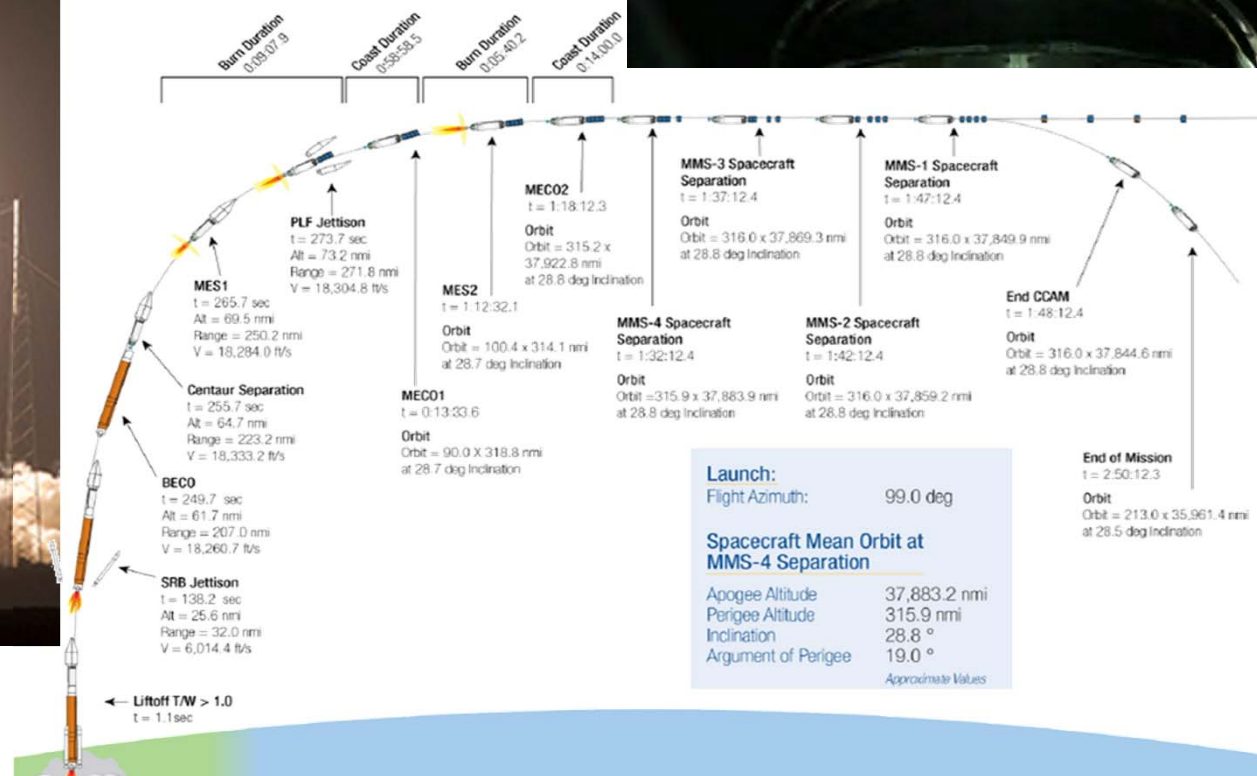 Burn Duration
0:09:07.9
Coast Duration
0:58:58.5
Burn Duration
0:05:40.2
Coast Duration
0:14:00.0
Liftoff T/W > 1.0
t = 1.1sec
SRB Jettison
t = 138.2 sec
Alt = 25.6 nmi
Range = 32.0 nmi
V = 6,014.4 ft/s
BECO
t = 249.7 sec
Alt = 61.7 nmi
Range = 207.0 nmi
V = 18,260.7 ft/s
Centaur Separation
t = 255.7 sec
Alt = 64.7 nmi
Range = 223.2 nmi
V = 18,333.2 ft/s
MES1
t = 265.7 sec
Alt = 69.5 nmi
Range = 250.2 nmi
V = 18,284.0 ft/s
PLF Jettison
t = 273.7 sec
Alt = 73.2 nmi
Range = 271.8 nmi
V = 18,304.8 ft/s
MECO1
t = 0:13:33.6
Orbit
Orbit = 90.0 X 318.8 nmi
at 28.7 deg Inclination
MES2
t = 1:12:32.1
Orbit
Orbit = 100.4 x 314.1 nmi
at 28.7 deg Inclination
MECO2
t = 1:18:12.3
Orbit
Orbit = 315.2 x
37,922.8 nmi
at 28.8 deg Inclination
MMS-4 Spacecraft
Separation
t = 1:32:12.4
Orbit
Orbit =315.9 x 37,883.9 nmi
at 28.8 deg Inclination
MMS-3 Spacecraft
Separation
t = 1:37:12.4
Orbit
Orbit = 316.0 x 37,869.3 nmi
at 28.8 deg Inclination
MMS-2 Spacecraft
Separation
t = 1:42:12.4
Orbit
Orbit = 316.0 x 37,859.2 nmi
at 28.8 deg Inclination
MMS-1 Spacecraft
Separation
t = 1:47:12.4
Orbit
Orbit = 316.0 x 37,849.9 nmi
at 28.8 deg Inclination
End CCAM
t = 1:48:12.4
Orbit
Orbit = 316.0 x 37,844.6 nmi
at 28.8 deg Inclination
End of Mission
t = 2:50:12.3
Orbit
Orbit = 213.0 x 35,961.4 nmi
at 28.5 deg Inclination
Launch:
Flight Azimuth: 99.0 deg
Spacecraft Mean Orbit at
MMS-4 Separation
Apogee Altitude 37,883.2 nmi
Perigee Altitude 315.9 nmi
Inclination 28.8 °
Argument of Perigee 19.0 °
Approximate Values